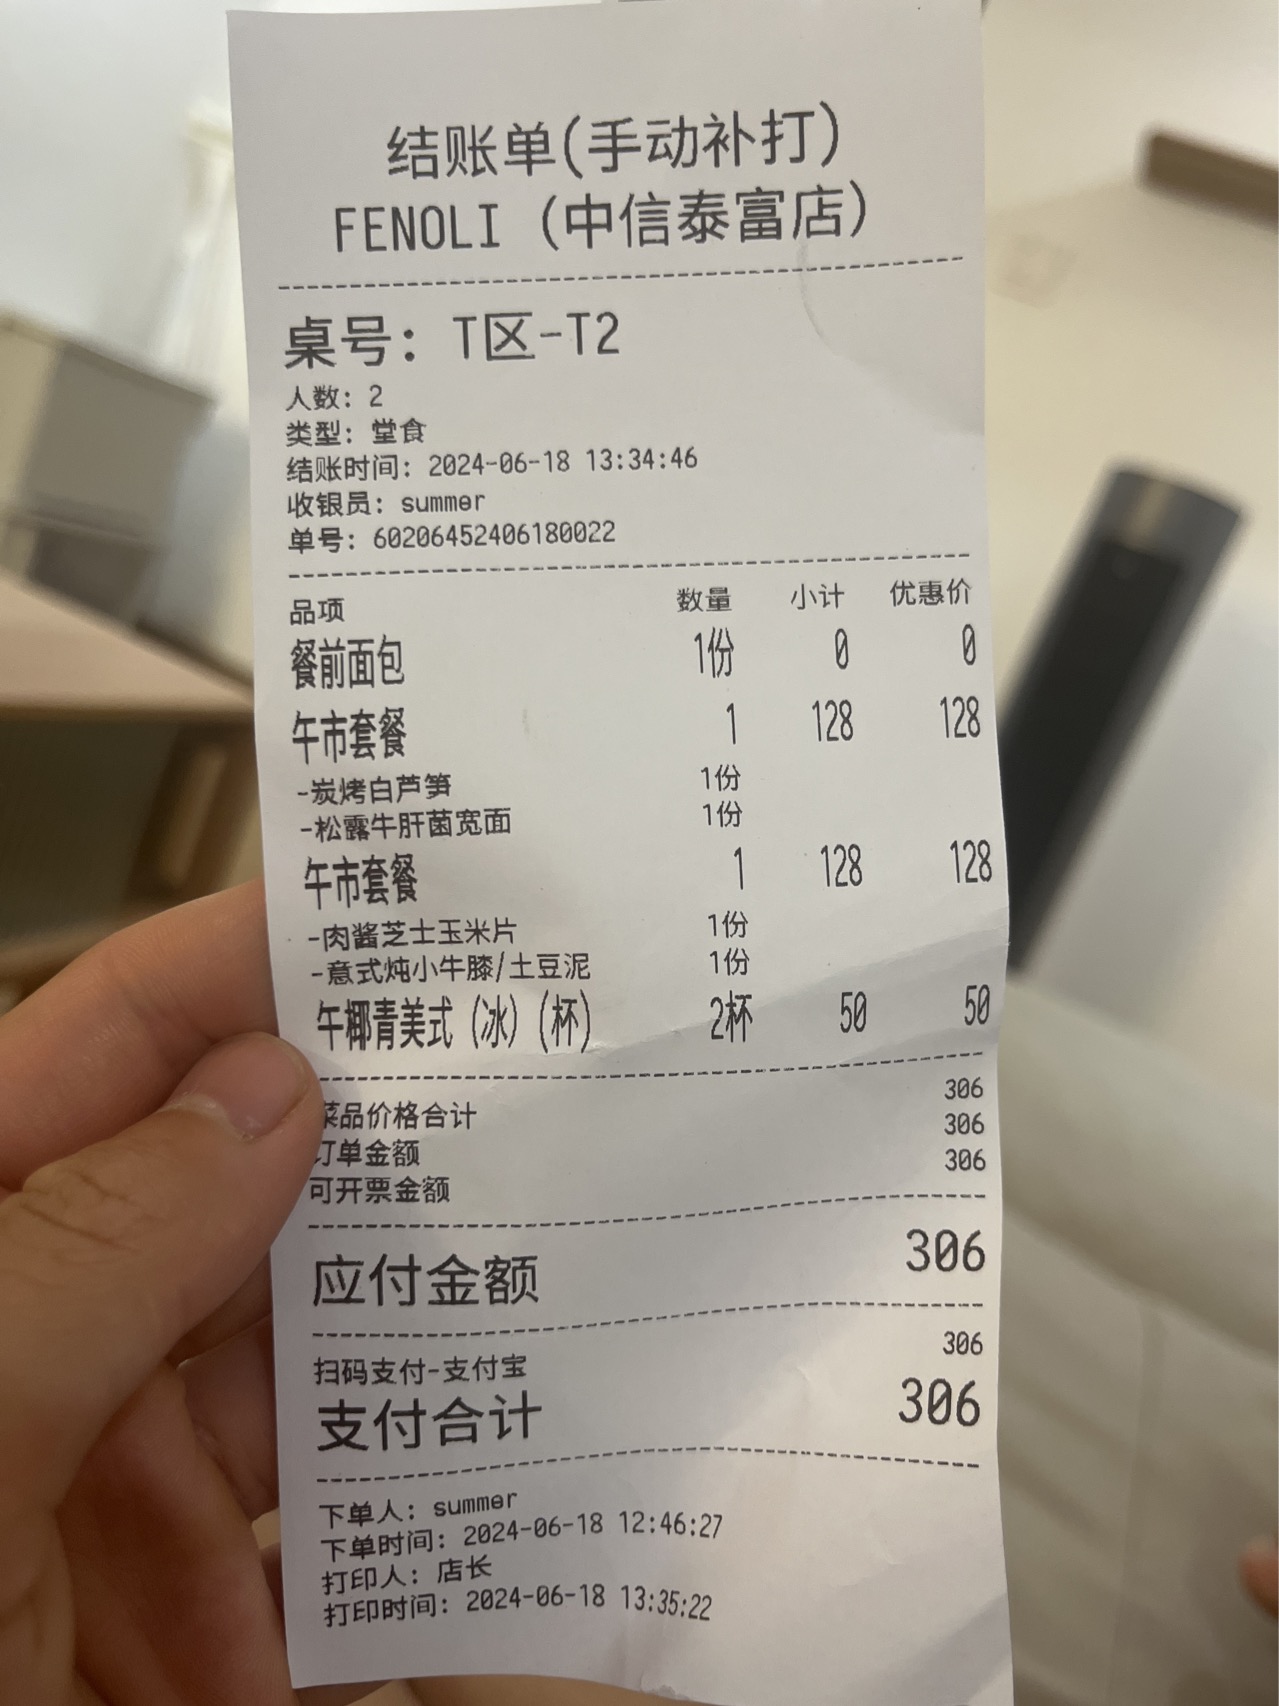 结账单(手动补打)
FENOLI (中信泰富店)
桌号: T区-T2
人数: 2
类型: 堂食
结账时间: 2024-06-18 13:34:46
收银员: summer
单号: 60206452406180022
品项 数量 小计 优惠价
餐前面包 1份 0 0
午市套餐 1 128 128
-炭烤白芦笋 1份
-松露牛肝菌宽面 1份
午市套餐 1 128 128
-肉酱芝士玉米片 1份
-意式炖小牛膝/土豆泥 1份
午椰青美式 (冰) (杯) 2杯 50 50
菜品价格合计 306
订单金额 306
可开票金额 306
应付金额 306
扫码支付-支付宝 306
支付合计 306
下单人: summer
下单时间: 2024-06-18 12:46:27
打印人: 店长
打印时间: 2024-06-18 13:35:22